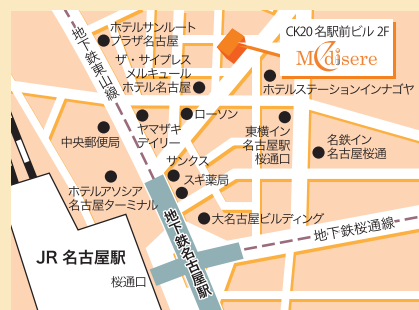 ホテルサンルート
プラザ名古屋
CK20名駅前ビル 2F
Medisere
地下鉄東山線
ザ・サイプレス
メルキュール
ホテル名古屋
ホテルステーションインナゴヤ
ローソン
ヤマザキ
デイリー
中央郵便局
東横イン
名古屋駅
桜通口
名鉄イン
名古屋桜通
サンクス
スギ薬局
ホテルアソシア
名古屋ターミナル
大名古屋ビルディング
地下鉄桜通線
地下鉄名古屋駅
JR 名古屋駅
桜通口